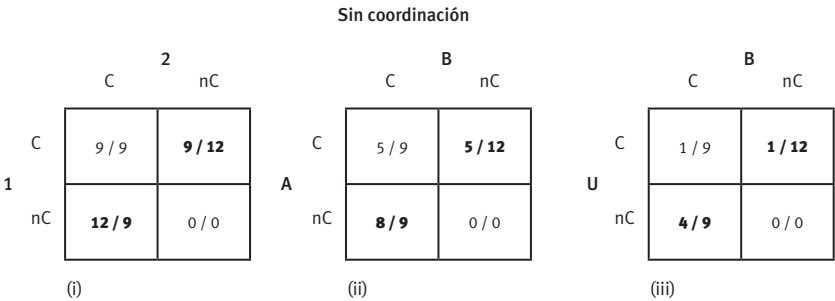 Sin coordinación
2
B
B
C nC
C nC
C nC
C 9 / 9 9 / 12
C 5 / 9 5 / 12
C 1 / 9 1 / 12
1
A
U
nC 12 / 9 0 / 0
nC 8 / 9 0 / 0
nC 4 / 9 0 / 0
(i)
(ii)
(iii)